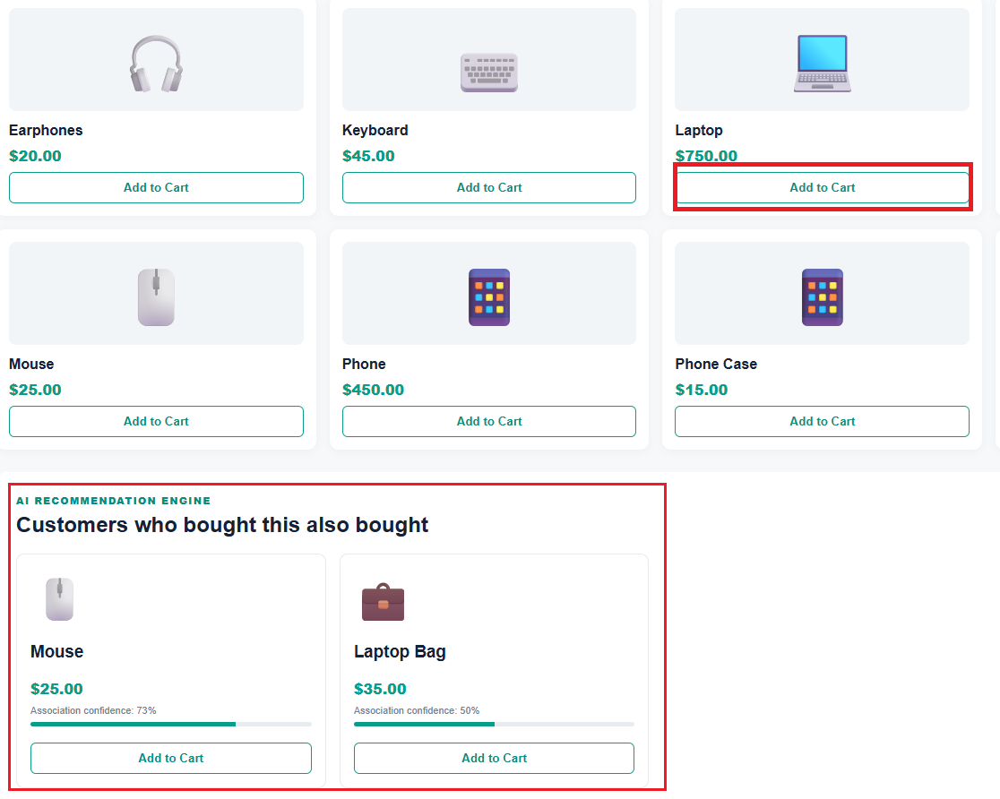 Earphones
$20.00
Add to Cart
Keyboard
$45.00
Add to Cart
Laptop
$750.00
Add to Cart
Mouse
$25.00
Add to Cart
Phone
$450.00
Add to Cart
Phone Case
$15.00
Add to Cart
AI RECOMMENDATION ENGINE
Customers who bought this also bought
Mouse
$25.00
Association confidence: 73%
Add to Cart
Laptop Bag
$35.00
Association confidence: 50%
Add to Cart